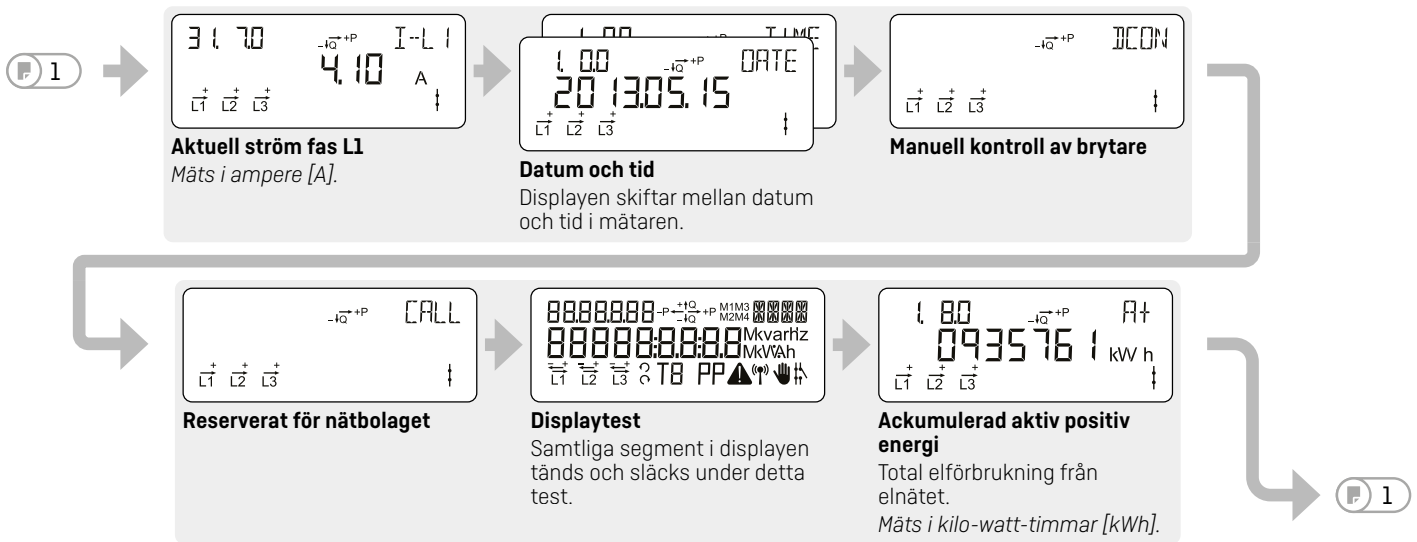 1
31. 7.0
-Q +P
I-L1
4.10 A
+ + +
L1 L2 L3
Aktuell ström fas L1
Mäts i ampere [A].
TIME
1. 0.0
-Q +P
DATE
2013.05.15
+ + +
L1 L2 L3
Datum och tid
Displayen skiftar mellan datum
och tid i mätaren.
-Q +P
DCON
+ + +
L1 L2 L3
Manuell kontroll av brytare
-Q +P
CALL
+ + +
L1 L2 L3
Reserverat för nätbolaget
88.88.8.88 -P +Q -Q +P M1M3
M2M4
88888:8.8:8.8 Mkvarhz
MkWAh
L1 L2 L3 T8 PP
Displaytest
Samtliga segment i displayen
tänds och släcks under detta
test.
1. 8.0
-Q +P
A+
0935761 kW h
+ + +
L1 L2 L3
Ackumulerad aktiv positiv
energi
Total elförbrukning från
elnätet.
Mäts i kilo-watt-timmar [kWh].
1